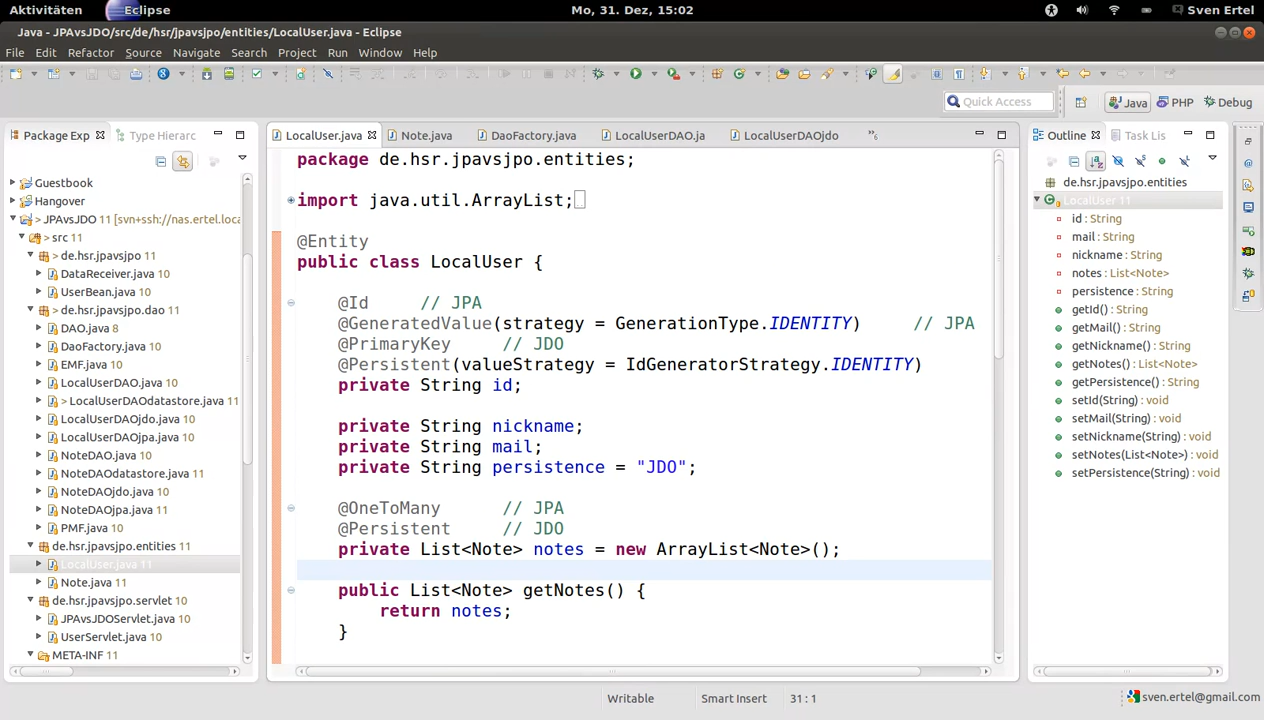 Aktivitäten Eclipse Mo, 31. Dez, 15:02 Sven Ertel
Java - JPAvsJDO/src/de/hsr/jpavsjpo/entities/LocalUser.java - Eclipse
File Edit Refactor Source Navigate Search Project Run Window Help
Quick Access Java PHP Debug
Package Exp Type Hierarc
LocalUser.java Note.java DaoFactory.java LocalUserDAO.ja LocalUserDAOjdo »6
Outline Task Lis
Guestbook
Hangover
> JPAvsJDO 11 [svn+ssh://nas.ertel.loca
> src 11
> de.hsr.jpavsjpo 11
DataReceiver.java 10
UserBean.java 10
> de.hsr.jpavsjpo.dao 11
DAO.java 8
DaoFactory.java 10
EMF.java 10
LocalUserDAO.java 10
> LocalUserDAOdatastore.java 11
LocalUserDAOjdo.java 10
LocalUserDAOjpa.java 10
NoteDAO.java 10
NoteDAOdatastore.java 11
NoteDAOjdo.java 10
NoteDAOjpa.java 11
PMF.java 10
de.hsr.jpavsjpo.entities 11
LocalUser.java 11
Note.java 11
de.hsr.jpavsjpo.servlet 10
JPAvsJDOServlet.java 10
UserServlet.java 10
META-INF 10
package de.hsr.jpavsjpo.entities;
import java.util.ArrayList;
@Entity
public class LocalUser {
@Id // JPA
@GeneratedValue(strategy = GenerationType.IDENTITY) // JPA
@PrimaryKey // JDO
@Persistent(valueStrategy = IdGeneratorStrategy.IDENTITY)
private String id;
private String nickname;
private String mail;
private String persistence = "JDO";
@OneToMany // JPA
@Persistent // JDO
private List<Note> notes = new ArrayList<Note>();
public List<Note> getNotes() {
return notes;
}
de.hsr.jpavsjpo.entities
LocalUser 11
id : String
mail : String
nickname : String
notes : List<Note>
persistence : String
getId() : String
getMail() : String
getNickname() : String
getNotes() : List<Note>
getPersistence() : String
setId(String) : void
setMail(String) : void
setNickname(String) : void
setNotes(List<Note>) : void
setPersistence(String) : void
Writable Smart Insert 31 : 1 sven.ertel@gmail.com